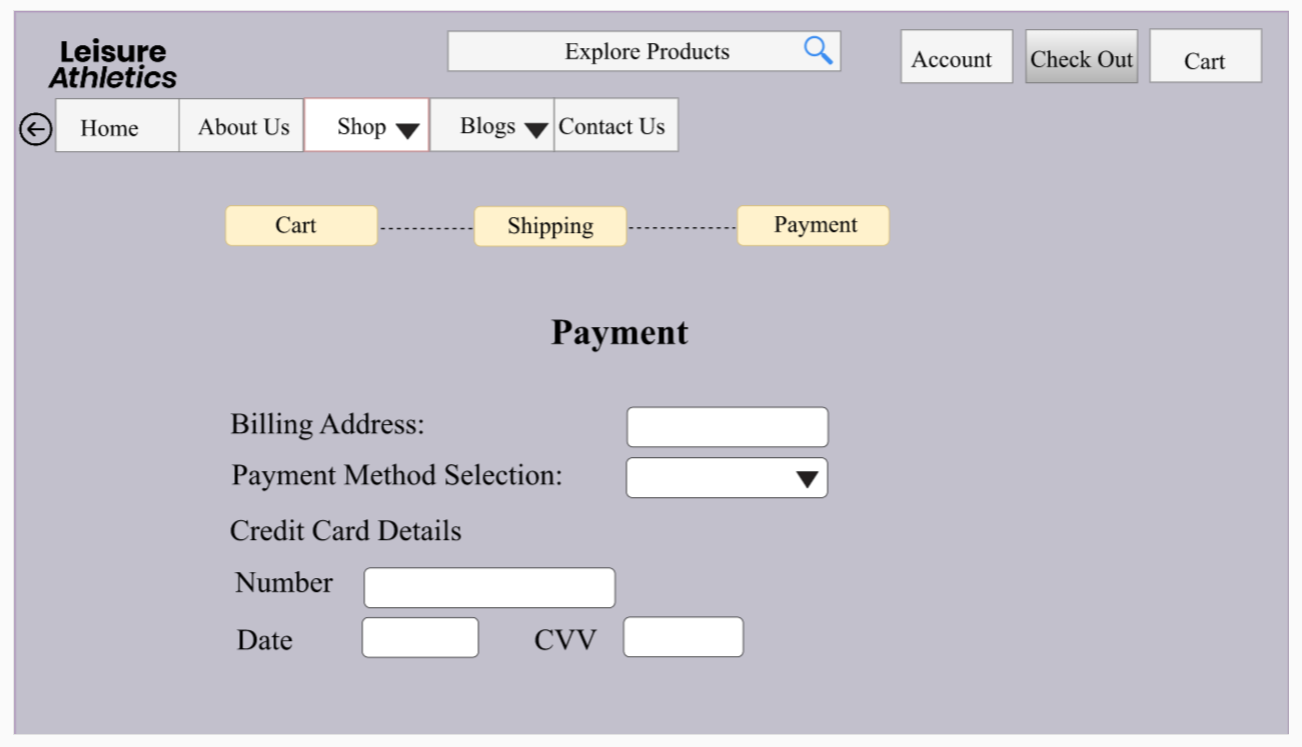 Leisure
Athletics
Explore Products
Account
Check Out
Cart
Home
About Us
Shop
Blogs
Contact Us
Cart
Shipping
Payment
Payment
Billing Address:
Payment Method Selection:
Credit Card Details
Number
Date
CVV